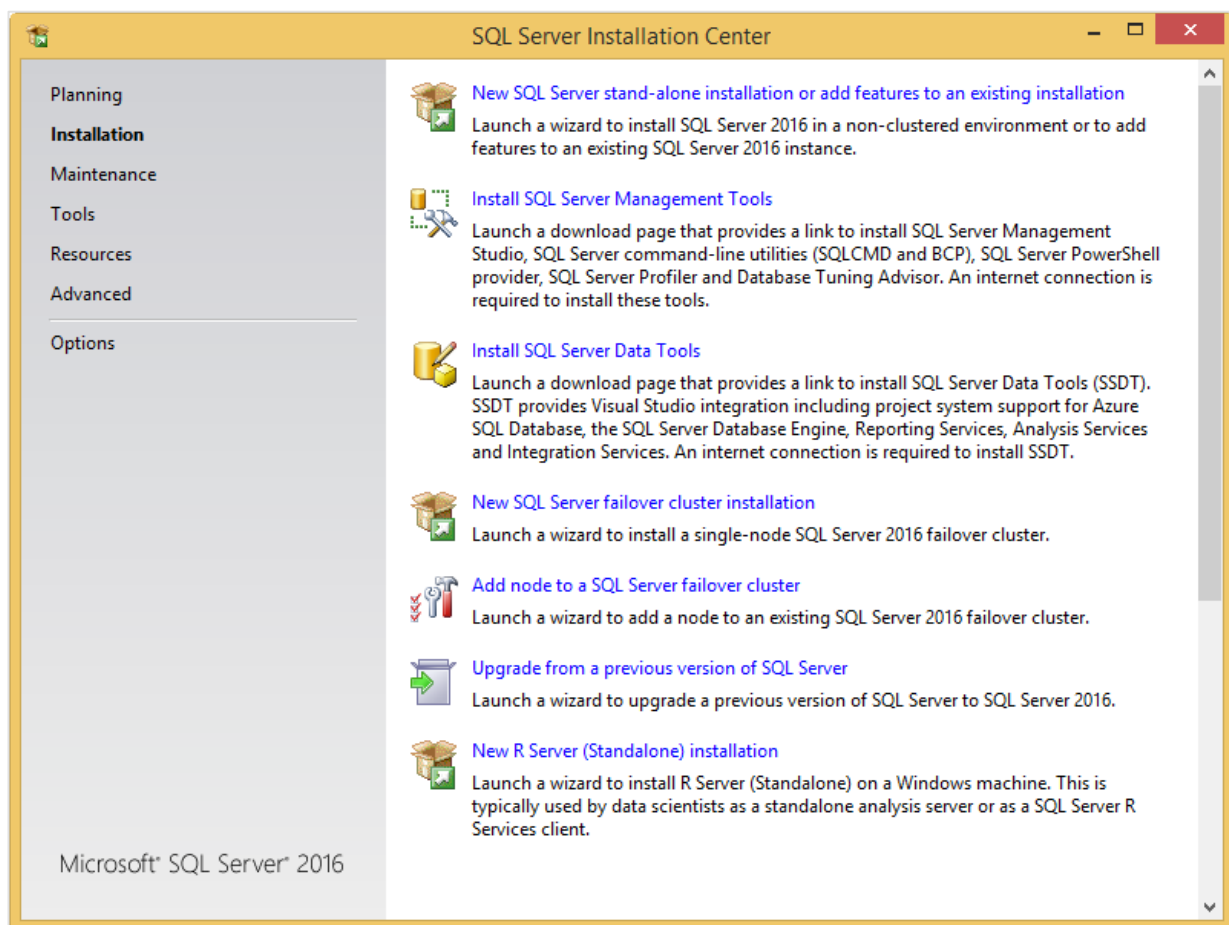 SQL Server Installation Center
Planning
Installation
Maintenance
Tools
Resources
Advanced
Options
Microsoft® SQL Server® 2016
New SQL Server stand-alone installation or add features to an existing installation
Launch a wizard to install SQL Server 2016 in a non-clustered environment or to add
features to an existing SQL Server 2016 instance.
Install SQL Server Management Tools
Launch a download page that provides a link to install SQL Server Management
Studio, SQL Server command-line utilities (SQLCMD and BCP), SQL Server PowerShell
provider, SQL Server Profiler and Database Tuning Advisor. An internet connection is
required to install these tools.
Install SQL Server Data Tools
Launch a download page that provides a link to install SQL Server Data Tools (SSDT).
SSDT provides Visual Studio integration including project system support for Azure
SQL Database, the SQL Server Database Engine, Reporting Services, Analysis Services
and Integration Services. An internet connection is required to install SSDT.
New SQL Server failover cluster installation
Launch a wizard to install a single-node SQL Server 2016 failover cluster.
Add node to a SQL Server failover cluster
Launch a wizard to add a node to an existing SQL Server 2016 failover cluster.
Upgrade from a previous version of SQL Server
Launch a wizard to upgrade a previous version of SQL Server to SQL Server 2016.
New R Server (Standalone) installation
Launch a wizard to install R Server (Standalone) on a Windows machine. This is
typically used by data scientists as a standalone analysis server or as a SQL Server R
Services client.